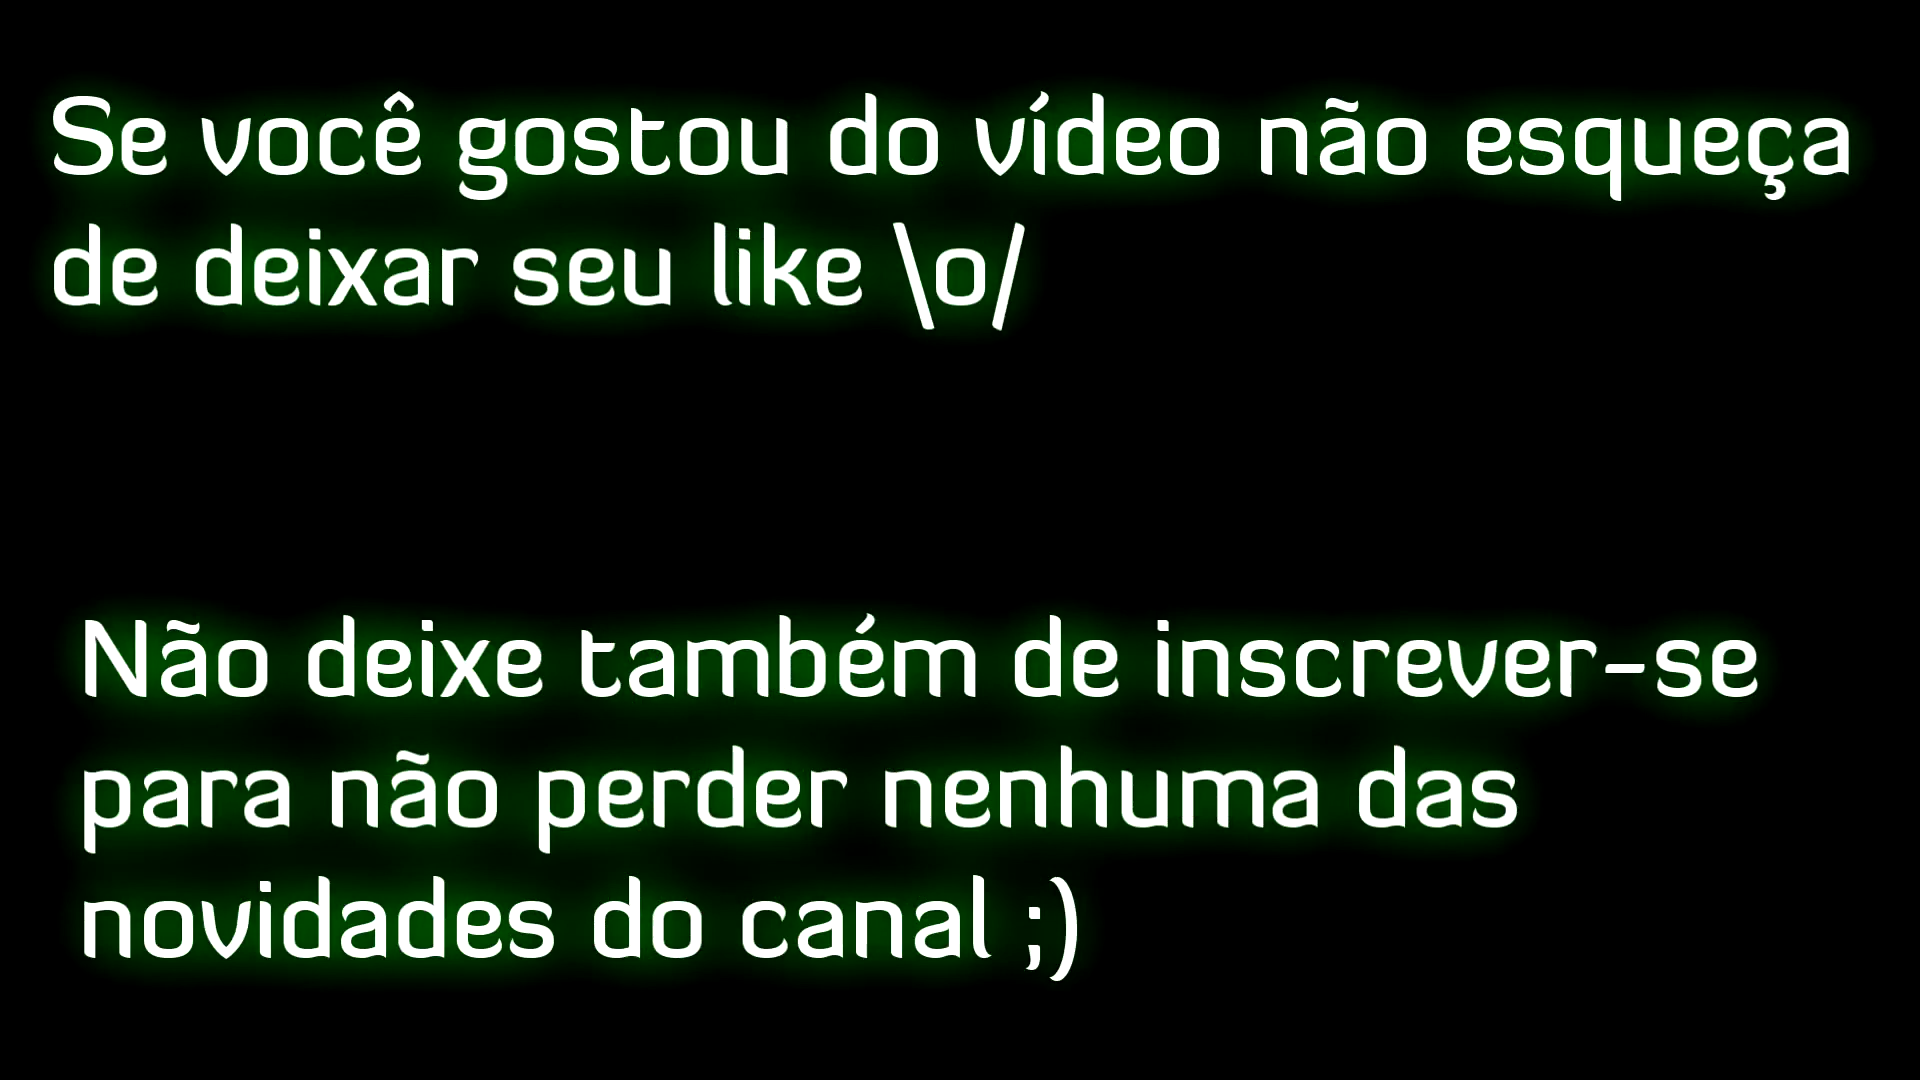 Se você gostou do vídeo não esqueça
de deixar seu like \o/
Não deixe também de inscrever-se
para não perder nenhuma das
novidades do canal ;)